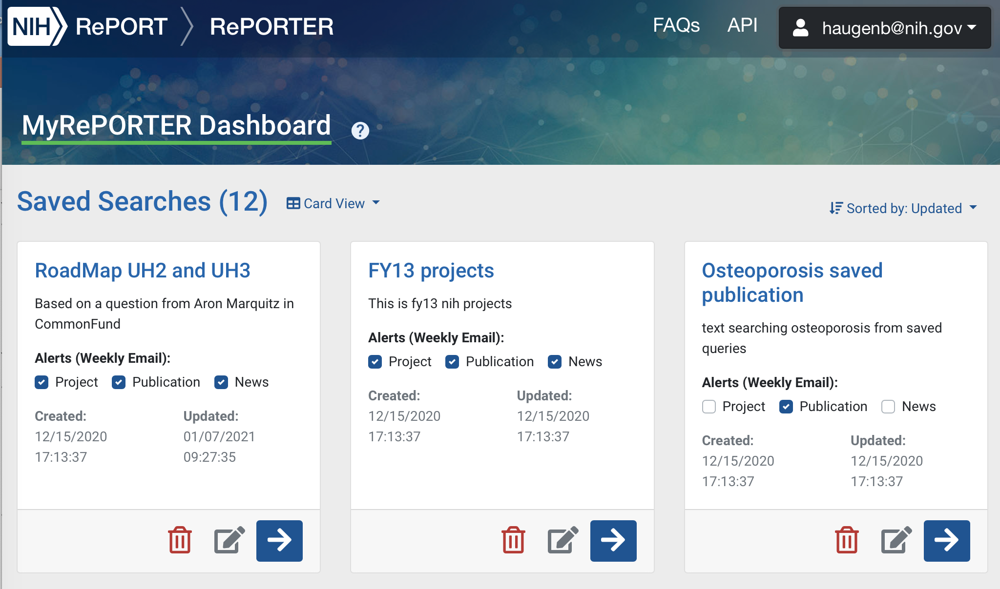 NIH RePORT RePORTER FAQs API haugenb@nih.gov
MyRePORTER Dashboard ?
Saved Searches (12) Card View
Sorted by: Updated
RoadMap UH2 and UH3
Based on a question from Aron Marquitz in
CommonFund
Alerts (Weekly Email):
Project Publication News
Created: Updated:
12/15/2020 01/07/2021
17:13:37 09:27:35
FY13 projects
This is fy13 nih projects
Alerts (Weekly Email):
Project Publication News
Created: Updated:
12/15/2020 12/15/2020
17:13:37 17:13:37
Osteoporosis saved
publication
text searching osteoporosis from saved
queries
Alerts (Weekly Email):
Project Publication News
Created: Updated:
12/15/2020 12/15/2020
17:13:37 17:13:37